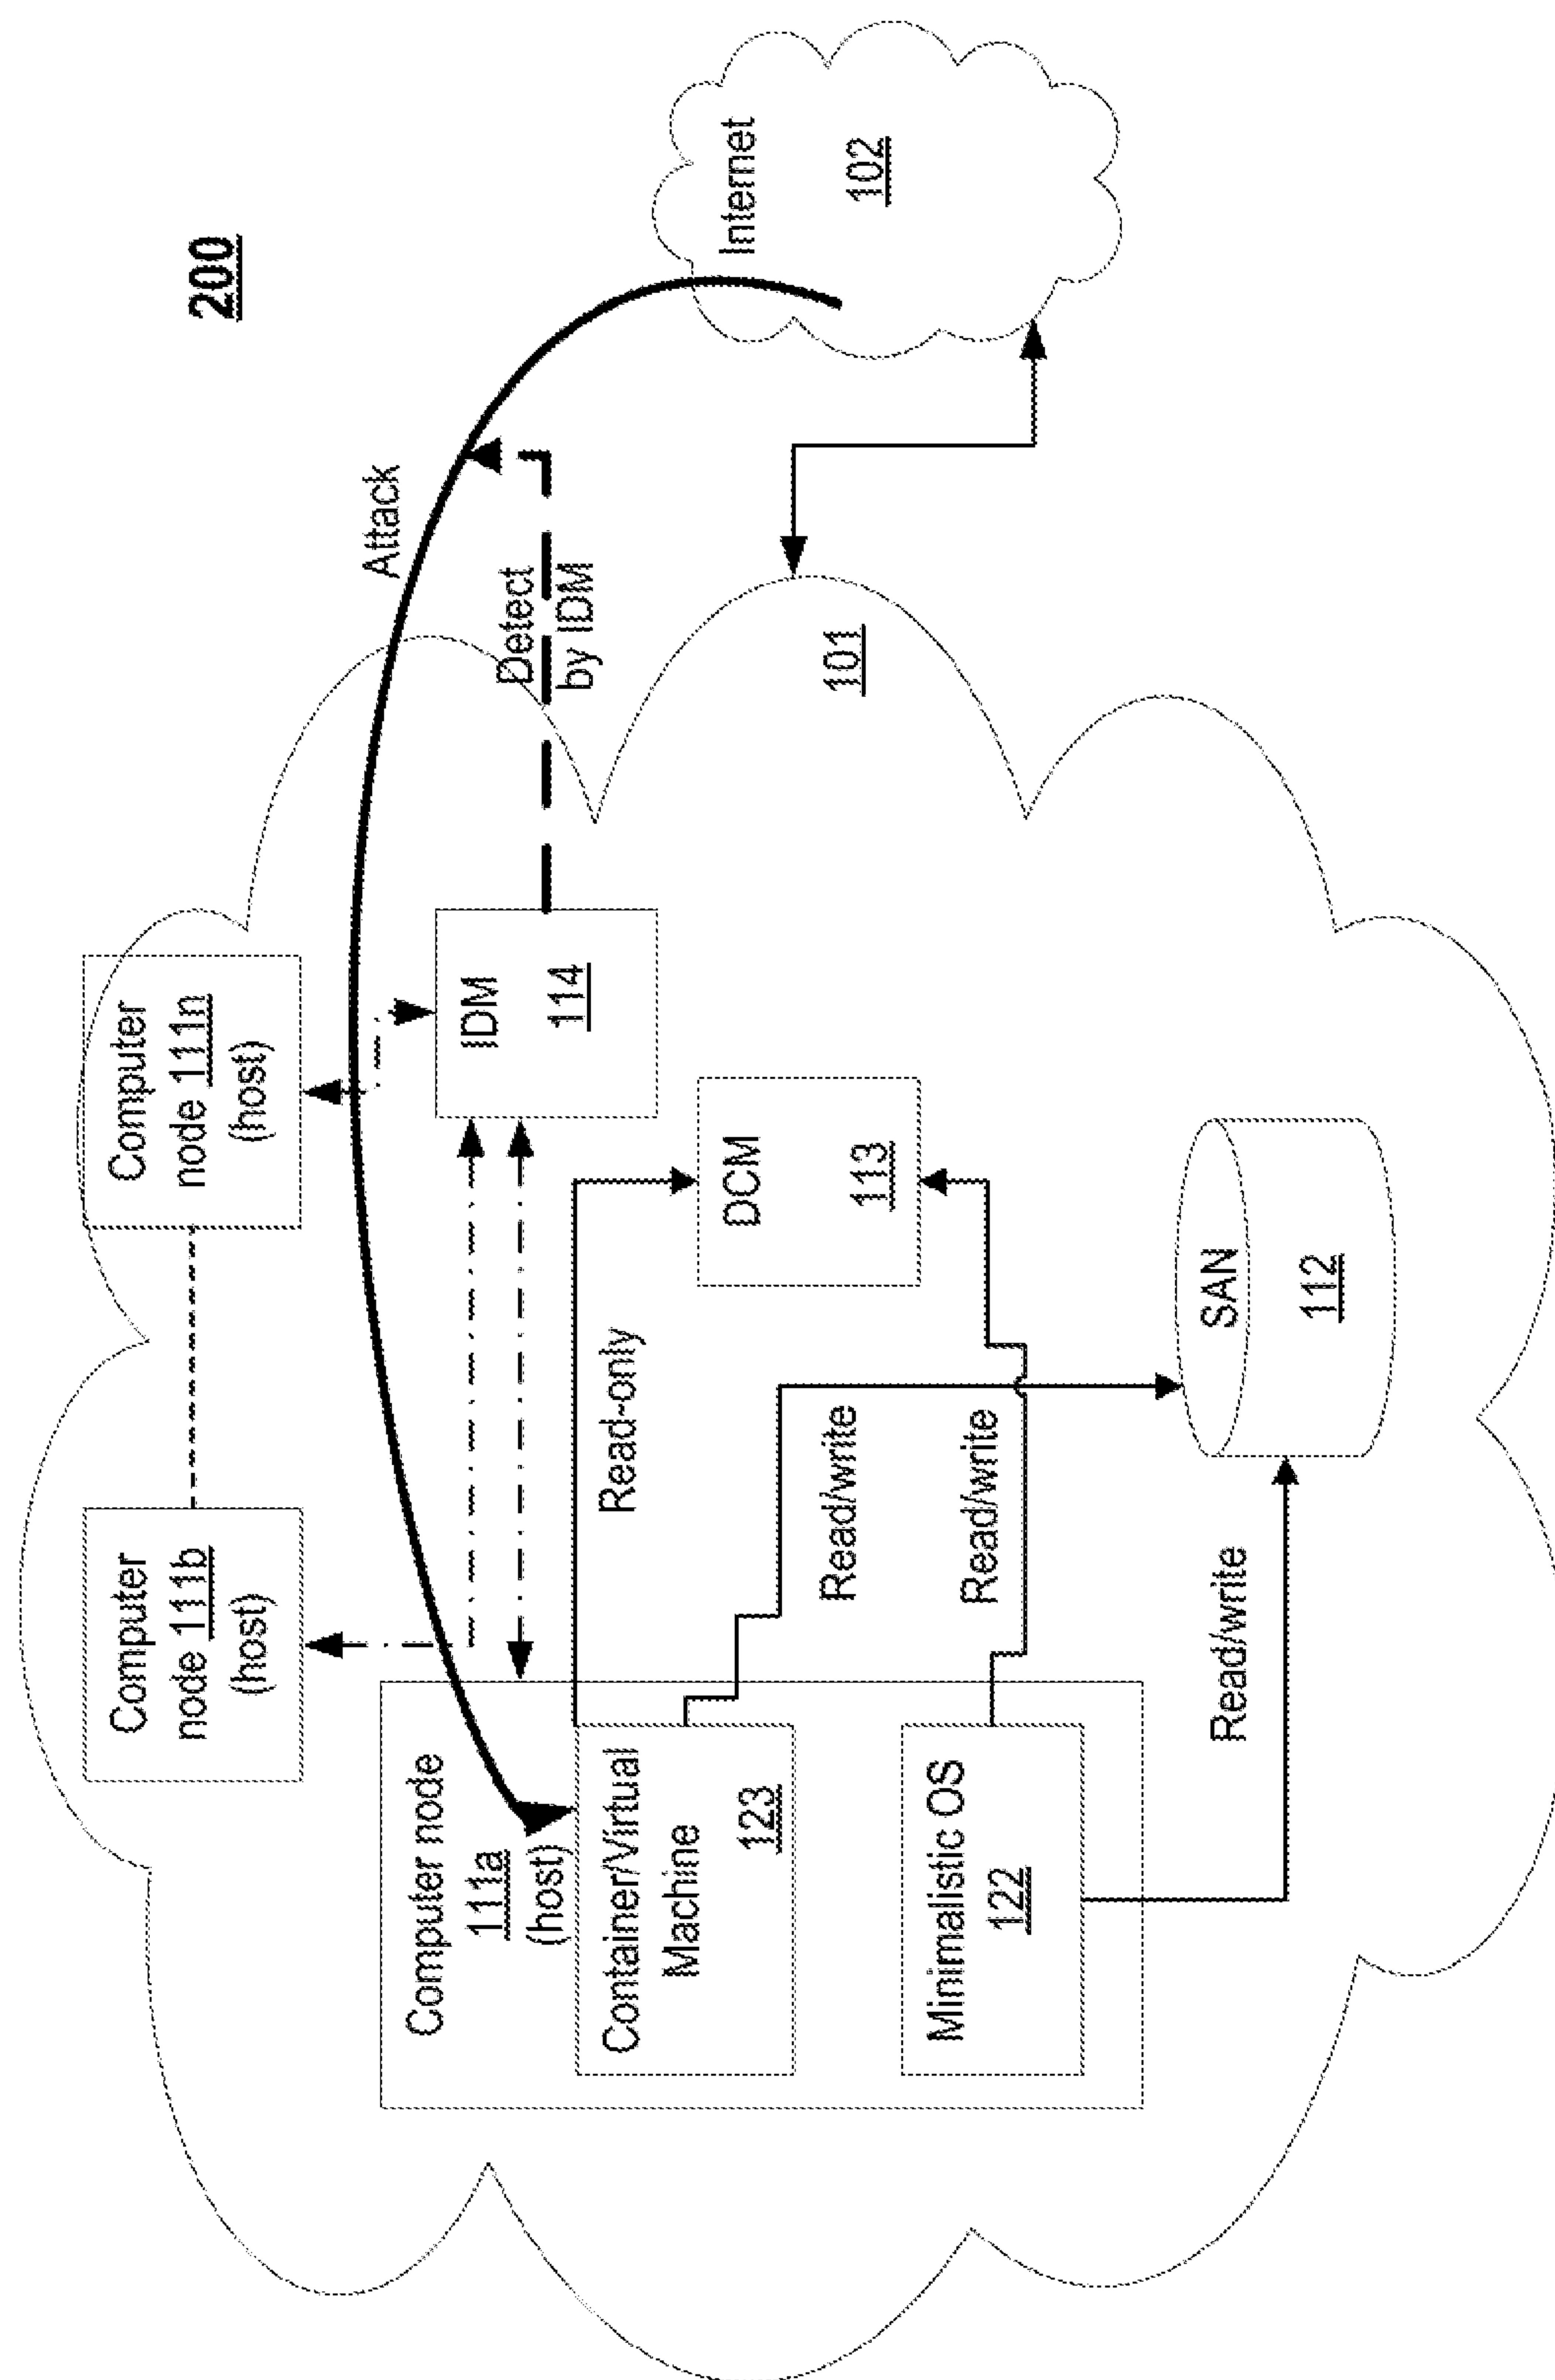 200
Computer
node 111b
(host)
Computer
node 111n
(host)
Attack
Computer node
111a
(host)
IDM
114
Detect
by IDM
Internet
102
Container/Virtual
Machine
123
Read-only
DCM
113
101
Read/write
Minimalistic OS
122
Read/write
Read/write
SAN
112